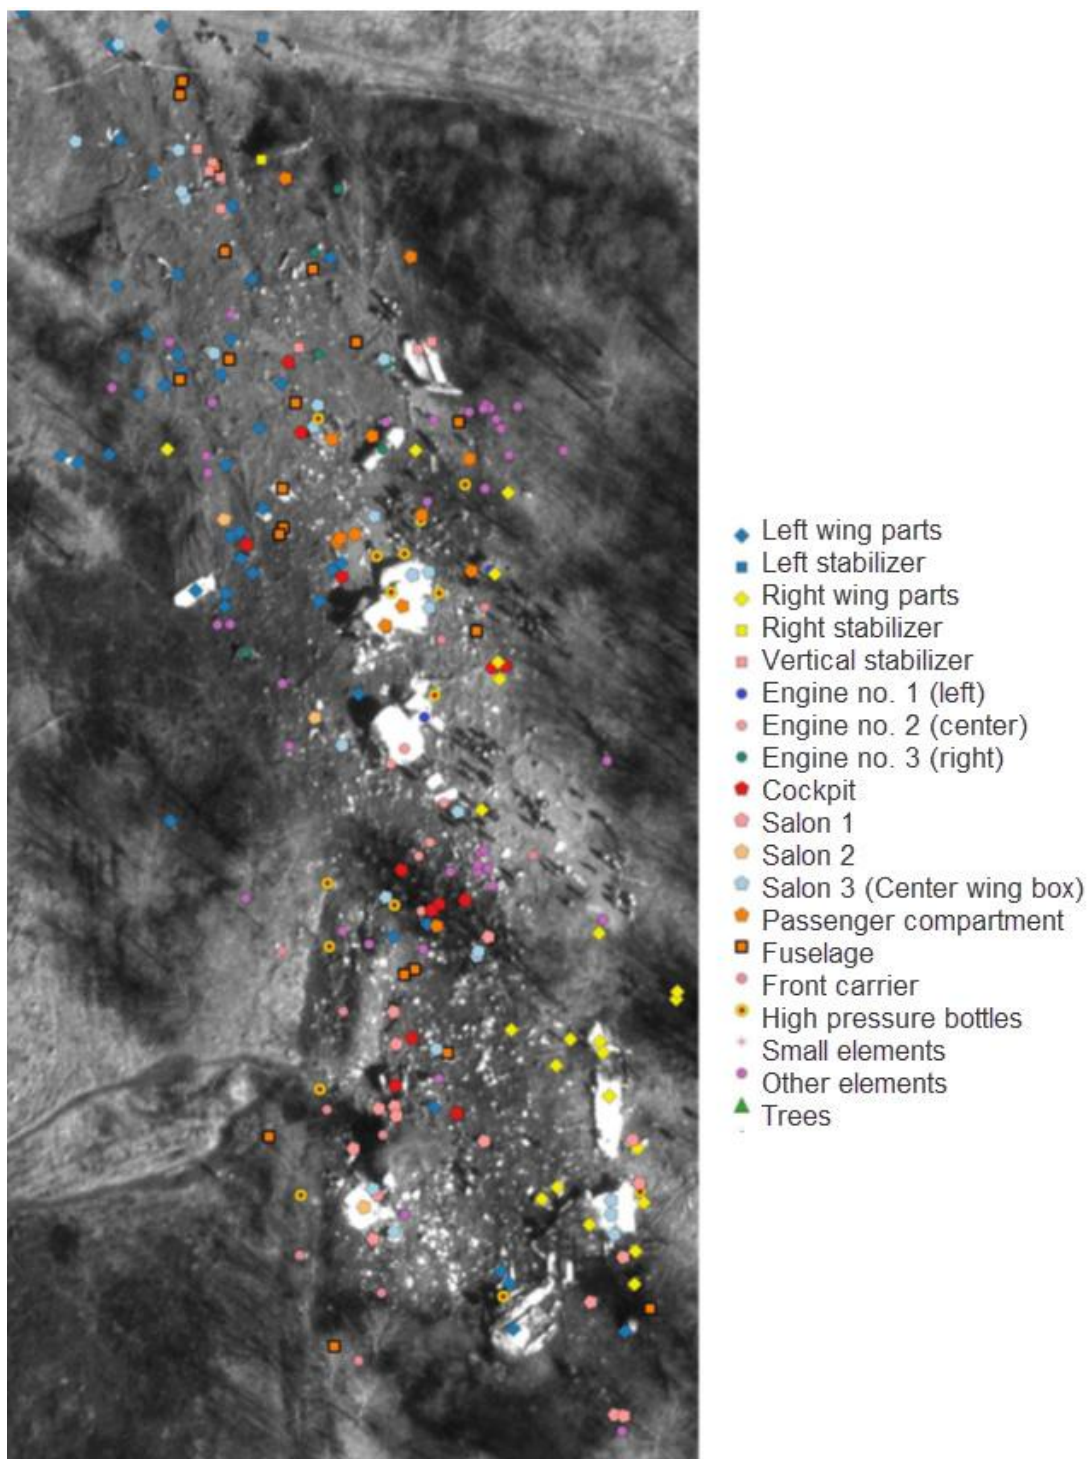 Left wing parts
Left stabilizer
Right wing parts
Right stabilizer
Vertical stabilizer
Engine no. 1 (left)
Engine no. 2 (center)
Engine no. 3 (right)
Cockpit
Salon 1
Salon 2
Salon 3 (Center wing box)
Passenger compartment
Fuselage
Front carrier
High pressure bottles
Small elements
Other elements
Trees